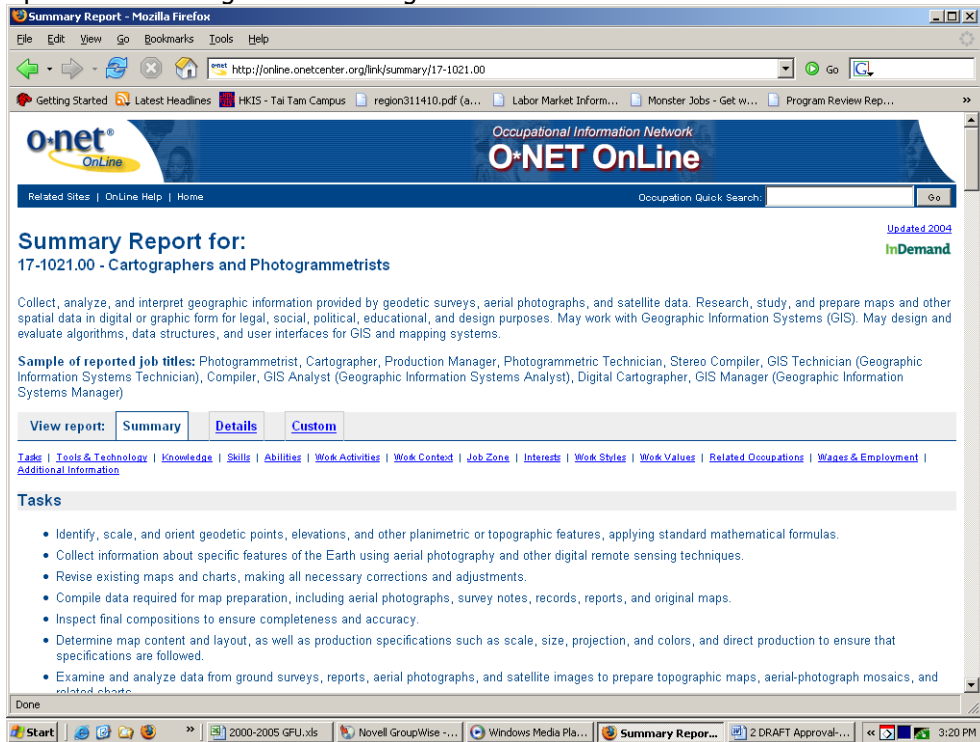 Summary Report - Mozilla Firefox
File Edit View Go Bookmarks Tools Help
http://online.onetcenter.org/link/summary/17-1021.00 Go
Getting Started Latest Headlines HKIS - Tai Tam Campus region311410.pdf (a... Labor Market Inform... Monster Jobs - Get w... Program Review Rep... »
o*net® OnLine
Occupational Information Network
O*NET OnLine
Related Sites | OnLine Help | Home Occupation Quick Search: Go
Updated 2004
InDemand
Summary Report for:
17-1021.00 - Cartographers and Photogrammetrists
Collect, analyze, and interpret geographic information provided by geodetic surveys, aerial photographs, and satellite data. Research, study, and prepare maps and other
spatial data in digital or graphic form for legal, social, political, educational, and design purposes. May work with Geographic Information Systems (GIS). May design and
evaluate algorithms, data structures, and user interfaces for GIS and mapping systems.
Sample of reported job titles: Photogrammetrist, Cartographer, Production Manager, Photogrammetric Technician, Stereo Compiler, GIS Technician (Geographic
Information Systems Technician), Compiler, GIS Analyst (Geographic Information Systems Analyst), Digital Cartographer, GIS Manager (Geographic Information
Systems Manager)
View report: Summary Details Custom
Tasks | Tools & Technology | Knowledge | Skills | Abilities | Work Activities | Work Context | Job Zone | Interests | Work Styles | Work Values | Related Occupations | Wages & Employment |
Additional Information
Tasks
• Identify, scale, and orient geodetic points, elevations, and other planimetric or topographic features, applying standard mathematical formulas.
• Collect information about specific features of the Earth using aerial photography and other digital remote sensing techniques.
• Revise existing maps and charts, making all necessary corrections and adjustments.
• Compile data required for map preparation, including aerial photographs, survey notes, records, reports, and original maps.
• Inspect final compositions to ensure completeness and accuracy.
• Determine map content and layout, as well as production specifications such as scale, size, projection, and colors, and direct production to ensure that
specifications are followed.
• Examine and analyze data from ground surveys, reports, aerial photographs, and satellite images to prepare topographic maps, aerial-photograph mosaics, and
related charts.
Done
Start » 2000-2005 GFU.xls Novell GroupWise -... Windows Media Pla... Summary Repor... 2 DRAFT Approval-... « 3:20 PM